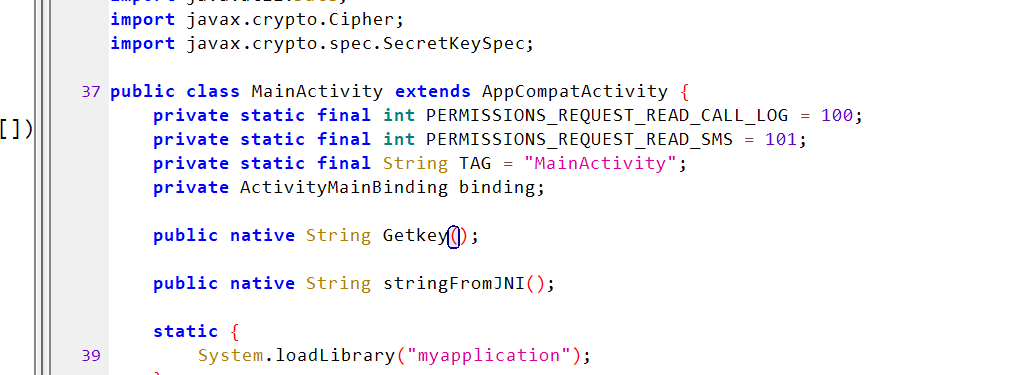 import javax.crypto.Cipher;
import javax.crypto.spec.SecretKeySpec;
37 public class MainActivity extends AppCompatActivity {
private static final int PERMISSIONS_REQUEST_READ_CALL_LOG = 100;
[]) private static final int PERMISSIONS_REQUEST_READ_SMS = 101;
private static final String TAG = "MainActivity";
private ActivityMainBinding binding;
public native String Getkey();
public native String stringFromJNI();
static {
39 System.loadLibrary("myapplication");